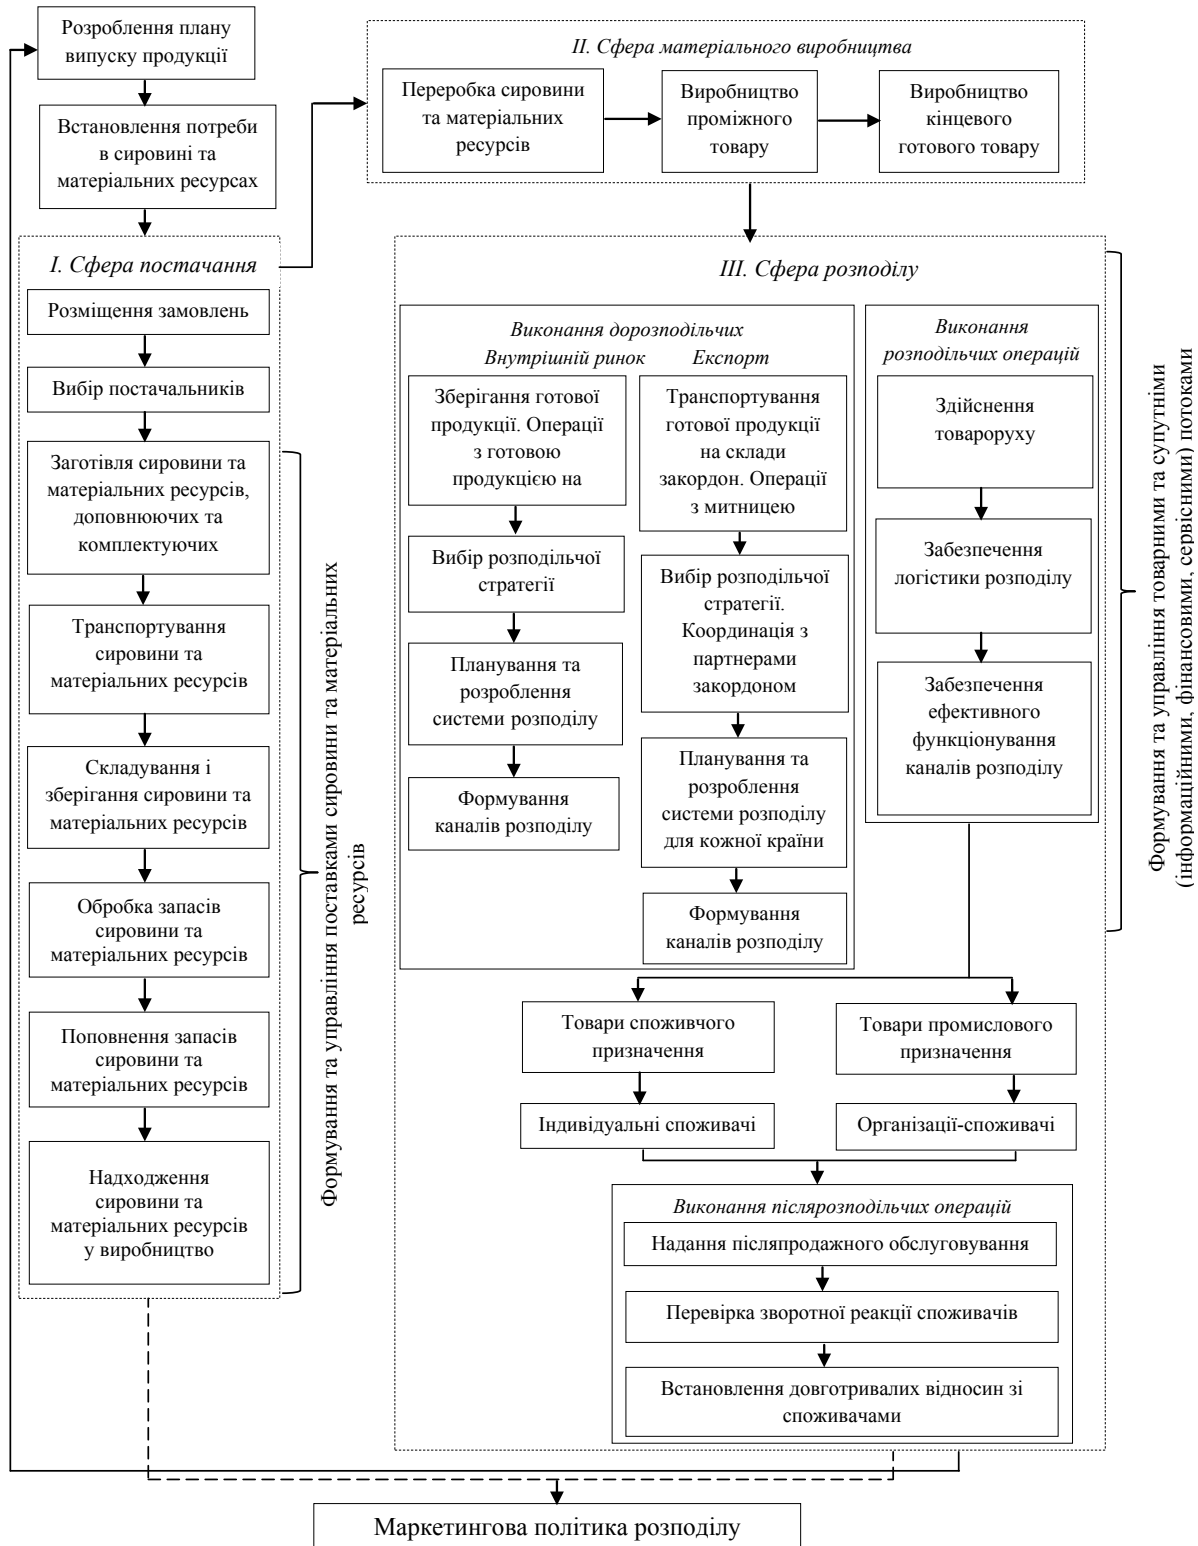 Розроблення плану
випуску продукції
Встановлення потреби
в сировині та
матеріальних ресурсах
I. Сфера постачання
Розміщення замовлень
Вибір постачальників
Заготівля сировини та
матеріальних ресурсів,
доповнюючих та
комплектуючих
Транспортування
сировини та
матеріальних ресурсів
Складування і
зберігання сировини та
матеріальних ресурсів
Обробка запасів
сировини та
матеріальних ресурсів
Поповнення запасів
сировини та
матеріальних ресурсів
Надходження
сировини та
матеріальних ресурсів
у виробництво
Формування та управління поставками сировини та матеріальних
ресурсів
II. Сфера матеріального виробництва
Переробка сировини
та матеріальних
ресурсів
Виробництво
проміжного
товару
Виробництво
кінцевого
готового товару
III. Сфера розподілу
Виконання дорозподільчих
Внутрішній ринок
Експорт
Зберігання готової
продукції. Операції
з готовою
продукцією на
Вибір розподільчої
стратегії
Планування та
розроблення
системи розподілу
Формування
каналів розподілу
Транспортування
готової продукції
на склади
закордон. Операції
з митницею
Вибір розподільчої
стратегії.
Координація з
партнерами
закордоном
Планування та
розроблення
системи розподілу
для кожної країни
Формування
каналів розподілу
Виконання
розподільчих операцій
Здійснення
товароруху
Забезпечення
логістики розподілу
Забезпечення
ефективного
функціонування
каналів розподілу
Формування та управління товарними та супутніми
(інформаційними, фінансовими, сервісними) потоками
Товари споживчого
призначення
Товари промислового
призначення
Індивідуальні споживачі
Організації-споживачі
Виконання післярозподільчих операцій
Надання післяпродажного обслуговування
Перевірка зворотної реакції споживачів
Встановлення довготривалих відносин зі
споживачами
Маркетингова політика розподілу